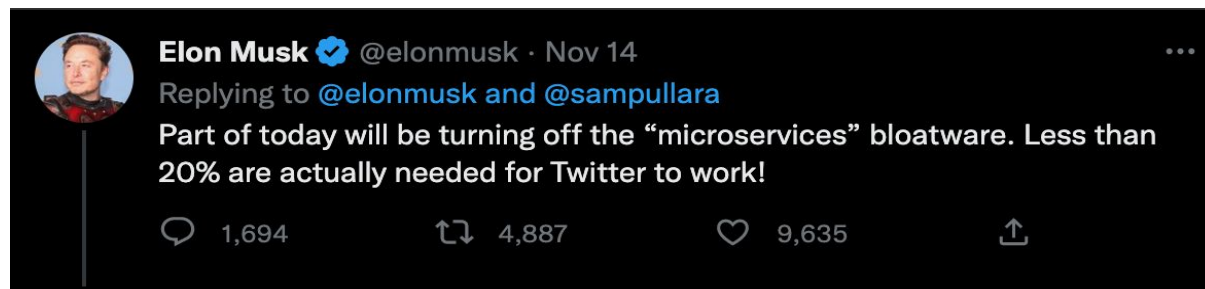 Elon Musk @elonmusk · Nov 14
Replying to @elonmusk and @sampullara
Part of today will be turning off the “microservices” bloatware. Less than
20% are actually needed for Twitter to work!
1,694 4,887 9,635